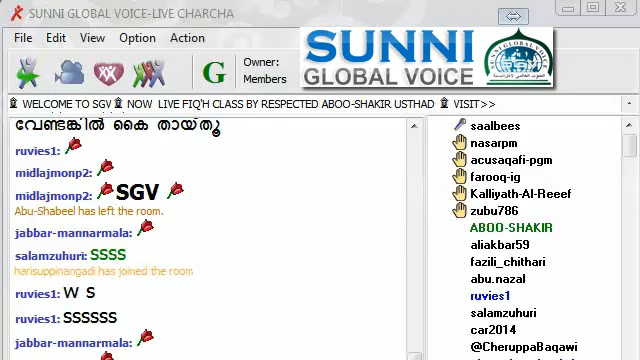 SUNNI GLOBAL VOICE-LIVE CHARCHA
File Edit View Option Action
G
Owner:
Members
SUNNI
GLOBAL VOICE
WELCOME TO SGV NOW LIVE FIQ'H CLASS BY RESPECTED ABOO-SHAKIR USTHAD VISIT>>
വേണ്ടങ്കിൽ കൈ തായ്തൂ
ruvies1:
midlajmonp2:
midlajmonp2: SGV
Abu-Shabeel has left the room.
jabbar-mannarmala:
salamzuhuri: SSSS
harisuppinangadi has joined the room
ruvies1: W S
ruvies1: SSSSSS
jabbar-mannarmala:
saalbees
nasarpm
acusaqafi-pgm
farooq-ig
Kalliyath-Al-Reeef
zubu786
ABOO-SHAKIR
aliakbar59
fazili_chithari
abu.nazal
ruvies1
salamzuhuri
car2014
@CheruppaBaqawi